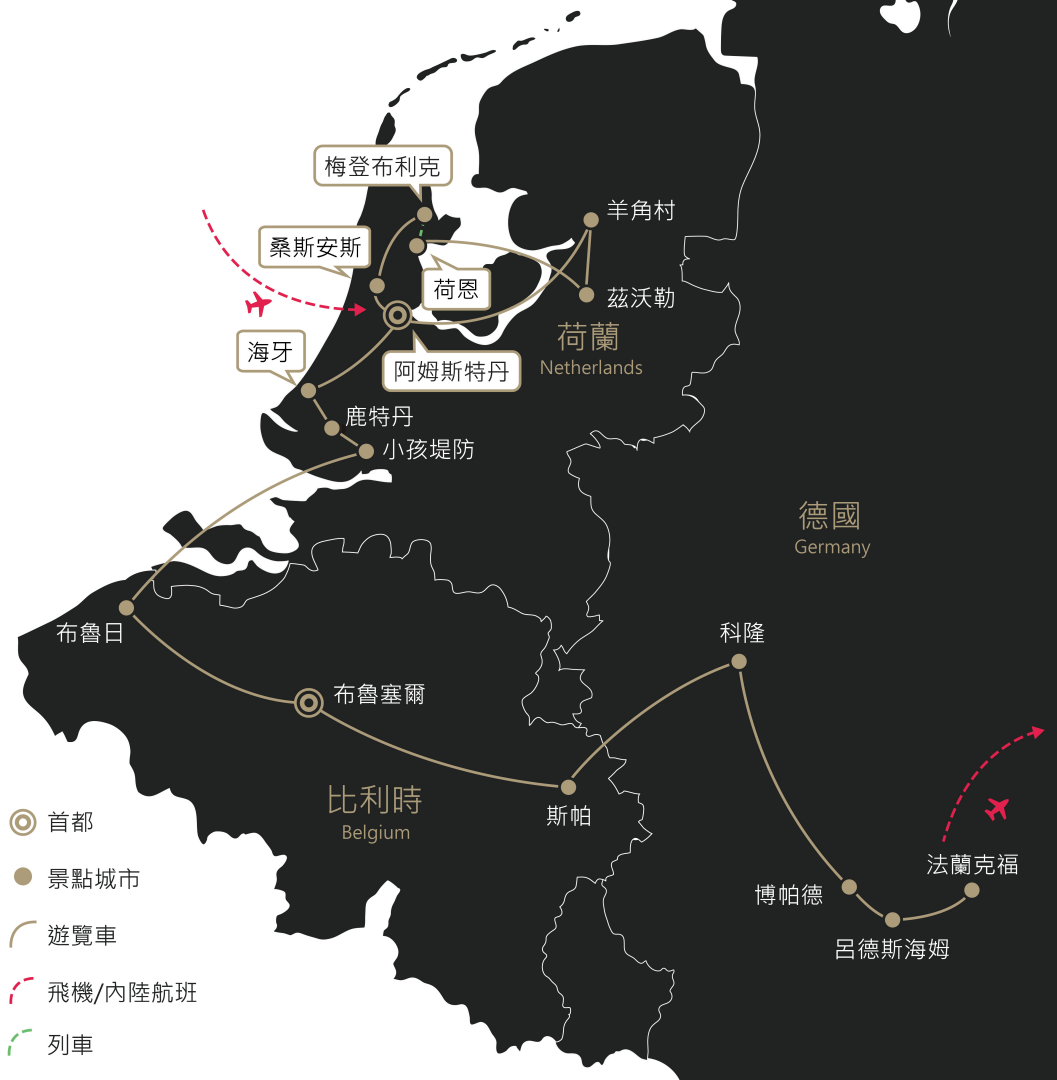 梅登布利克
羊角村
桑斯安斯
荷恩
茲沃勒
荷蘭
Netherlands
海牙
阿姆斯特丹
鹿特丹
小孩堤防
德國
Germany
布魯日
科隆
布魯塞爾
比利時
Belgium
斯帕
首都
法蘭克福
景點城市
博帕德
遊覽車
呂德斯海姆
飛機/內陸航班
列車